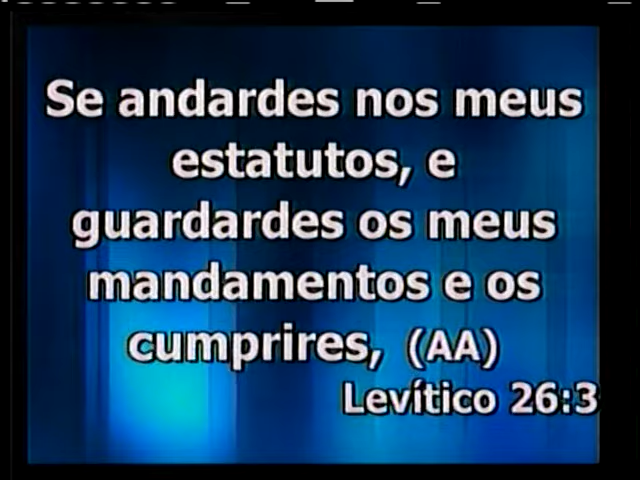 Se andardes nos meus
estatutos, e
guardardes os meus
mandamentos e os
cumprires, (AA)
Levítico 26:3